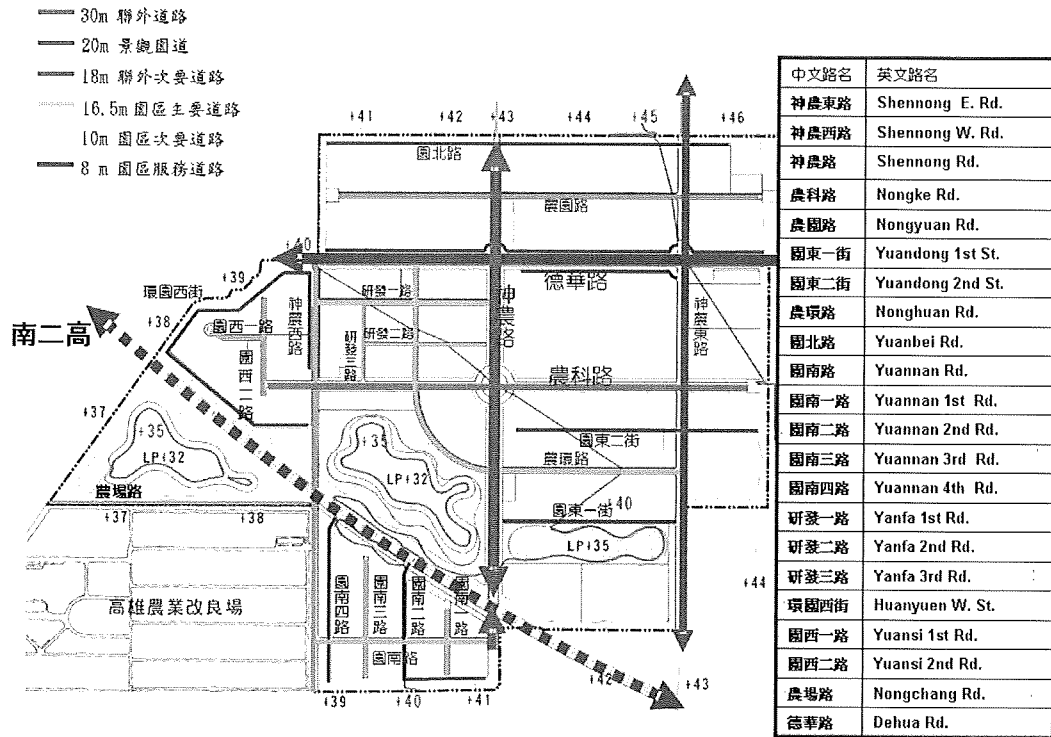 30m 聯外道路
20m 景觀園道
18m 聯外次要道路
16.5m 園區主要道路
10m 園區次要道路
8 m 園區服務道路
中文路名 英文路名
神農東路 Shennong E. Rd.
神農西路 Shennong W. Rd.
神農路 Shennong Rd.
農科路 Nongke Rd.
農園路 Nongyuan Rd.
園東一街 Yuandong 1st St.
園東二街 Yuandong 2nd St.
農環路 Nonghuan Rd.
園北路 Yuanbei Rd.
園南路 Yuannan Rd.
園南一路 Yuannan 1st Rd.
園南二路 Yuannan 2nd Rd.
園南三路 Yuannan 3rd Rd.
園南四路 Yuannan 4th Rd.
研發一路 Yanfa 1st Rd.
研發二路 Yanfa 2nd Rd.
研發三路 Yanfa 3rd Rd.
環園西街 Huanyuen W. St.
園西一路 Yuansi 1st Rd.
園西二路 Yuansi 2nd Rd.
農場路 Nongchang Rd.
德華路 Dehua Rd.
+41 +42 +43 +44 +45 +46
園北路
農園路
+40
+39
環園西街
德華路
研發一路
神農西路
神農路
神農東路
+38
南二高
園西一路
研發二路
研發三路
園西二路
農科路
+37
+35
LP+32
+35
LP+32
園東二街
農環路
農場路
+37
+38
+40
園東一街
LP+35
+44
高雄農業改良場
園南四路
園南三路
園南二路
園南一路
園南路
+42
+43
+39
+40
+41